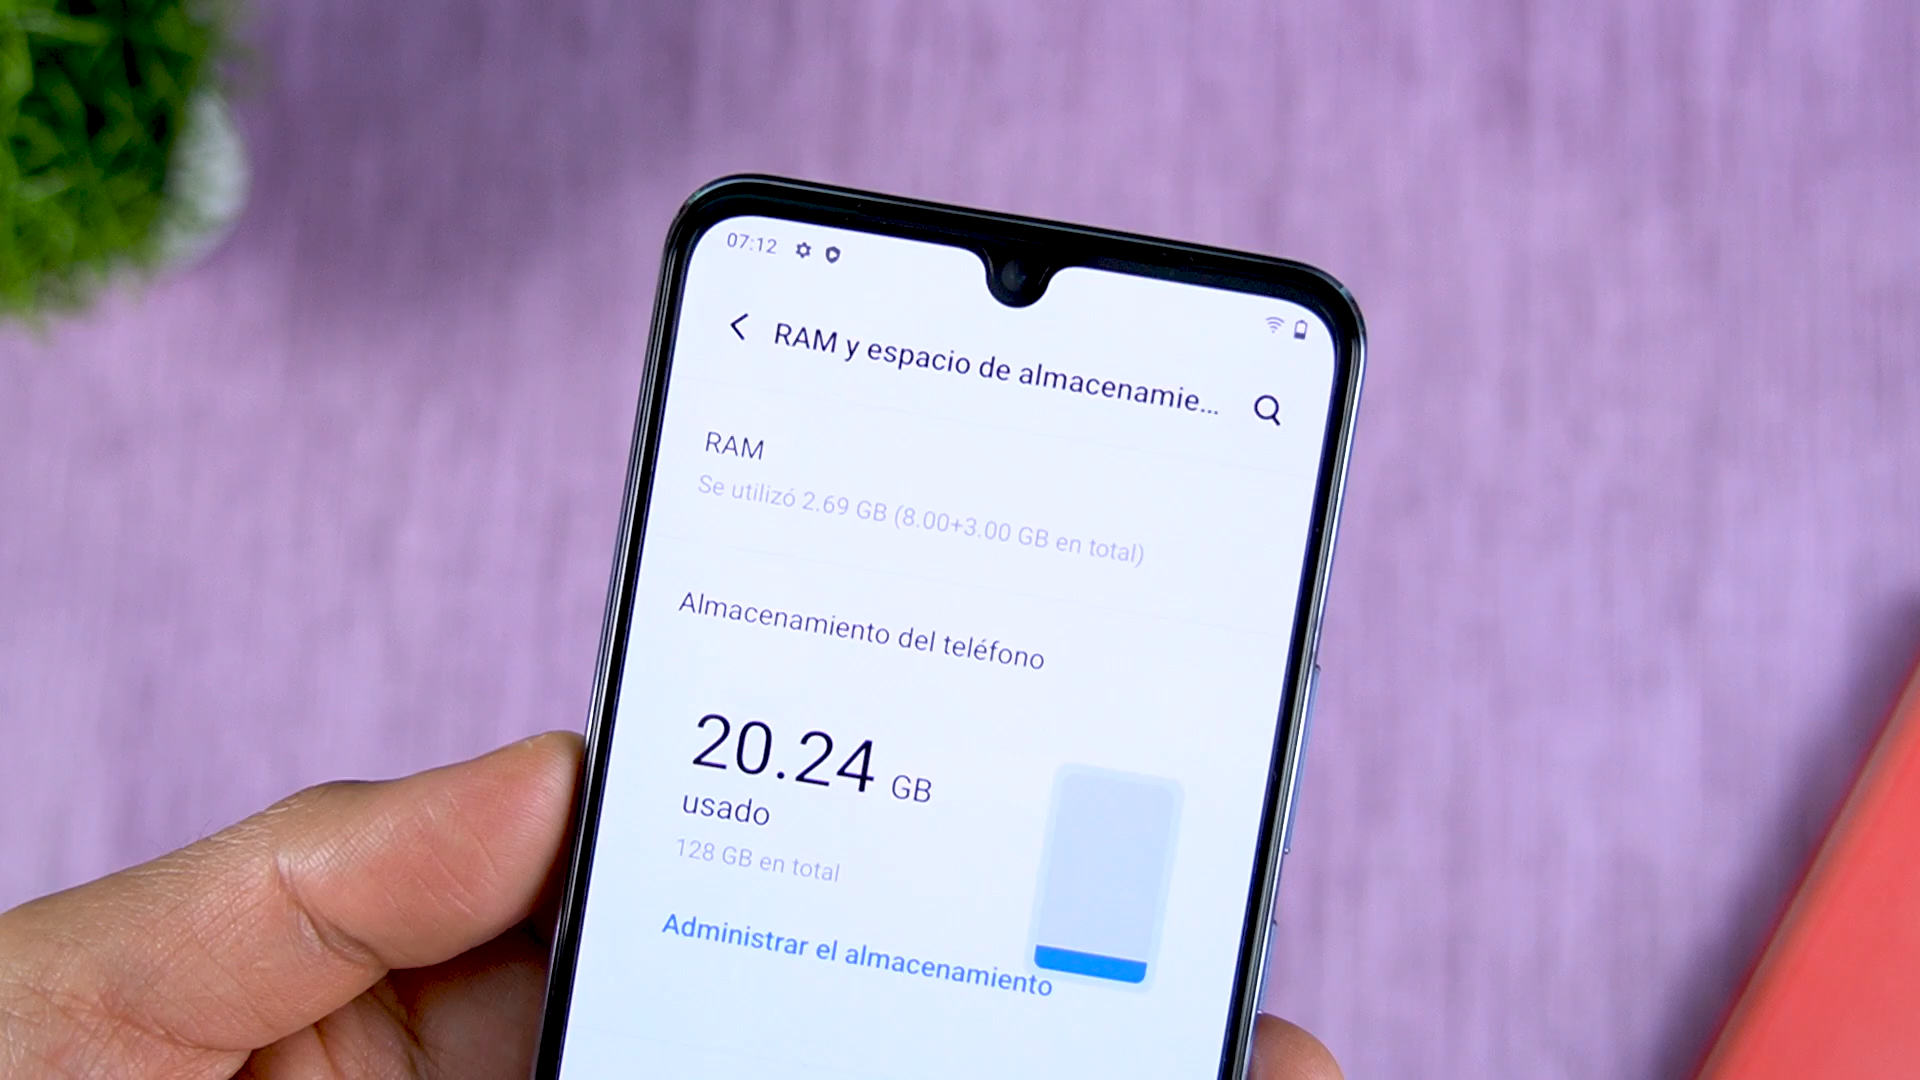 07:12
RAM y espacio de almacenamie...
RAM
Se utilizó 2.69 GB (8.00+3.00 GB en total)
Almacenamiento del teléfono
20.24 GB
usado
128 GB en total
Administrar el almacenamiento